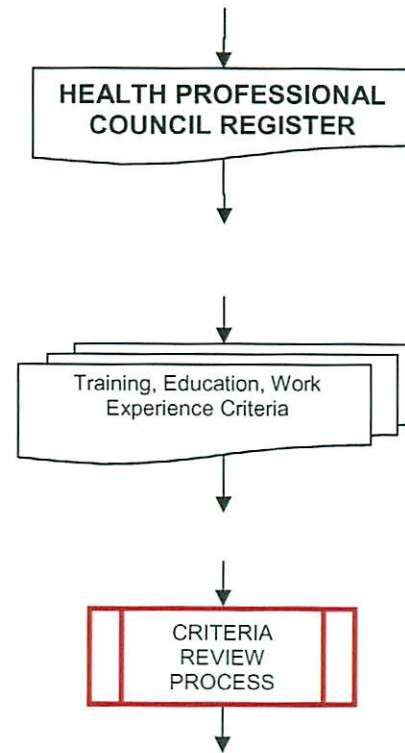 HEALTH PROFESSIONAL
COUNCIL REGISTER
Training, Education, Work
Experience Criteria
CRITERIA
REVIEW
PROCESS